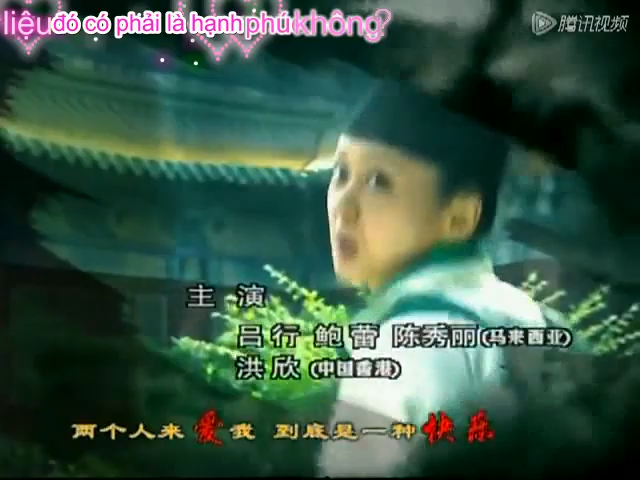 liệu đó có phải là hạnh phúc không?
腾讯视频
主演
吕行 鲍蕾 陈秀丽(马来西亚)
洪欣(中国香港)
两个人来爱我 到底是一种快乐